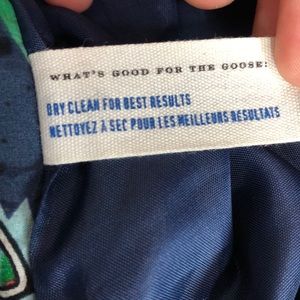 WHAT'S GOOD FOR THE GOOSE:
DRY CLEAN FOR BEST RESULTS
NETTOYEZ À SEC POUR LES MEILLEURS RESULTATS